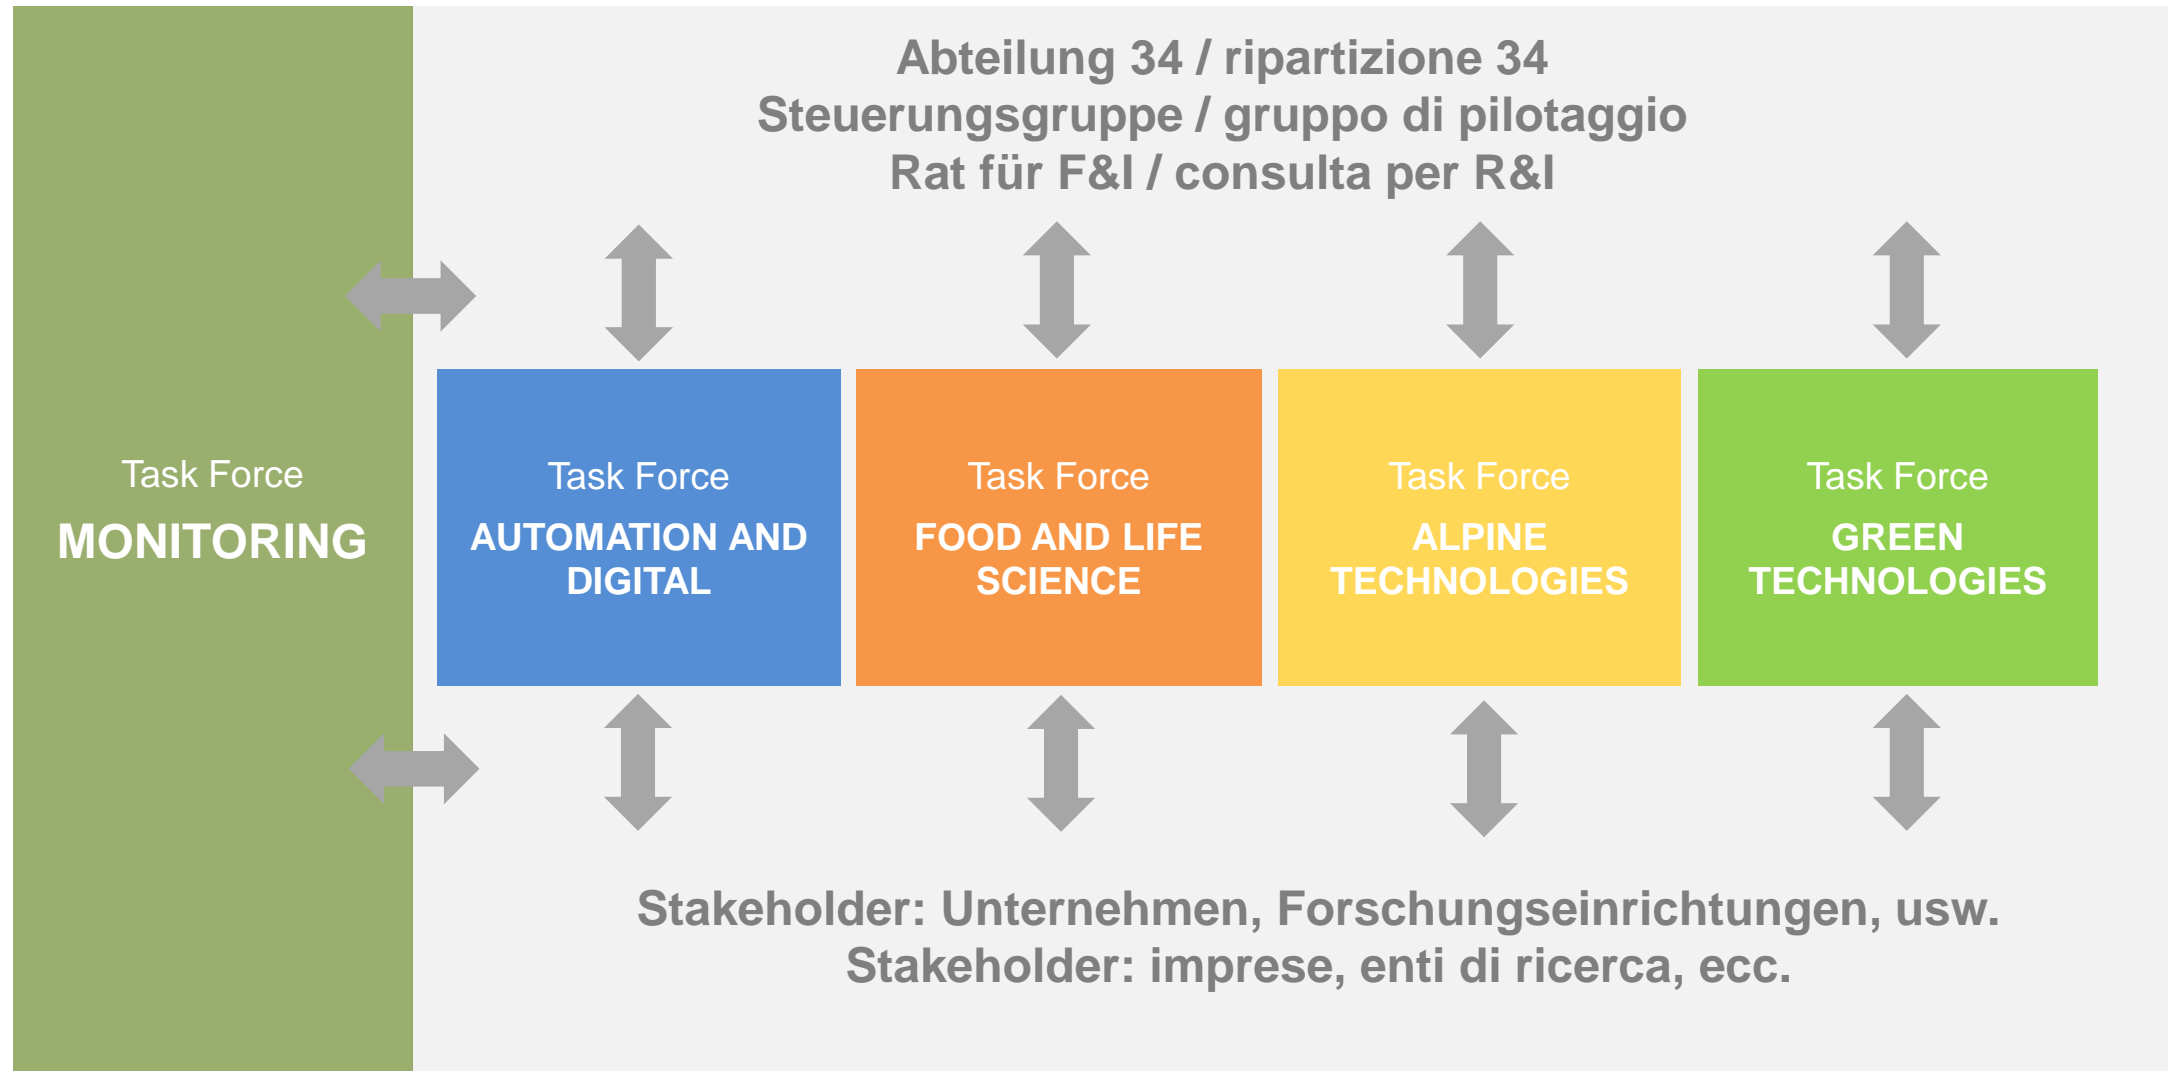 Abteilung 34 / ripartizione 34
Steuerungsgruppe / gruppo di pilotaggio
Rat für F&I / consulta per R&I
Task Force
MONITORING
Task Force
AUTOMATION AND
DIGITAL
Task Force
FOOD AND LIFE
SCIENCE
Task Force
ALPINE
TECHNOLOGIES
Task Force
GREEN
TECHNOLOGIES
Stakeholder: Unternehmen, Forschungseinrichtungen, usw.
Stakeholder: imprese, enti di ricerca, ecc.